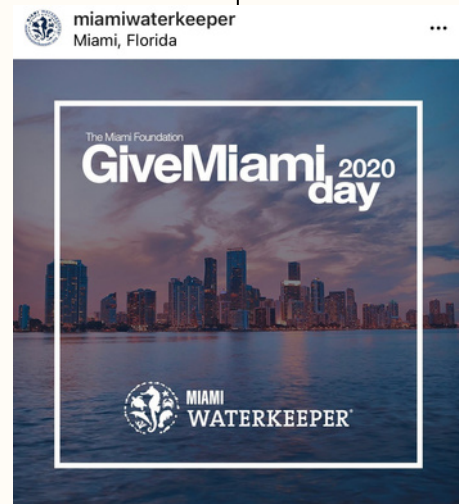 miamiwaterkeeper
Miami, Florida
The Miami Foundation
GiveMiami 2020
day
MIAMI
WATERKEEPER®